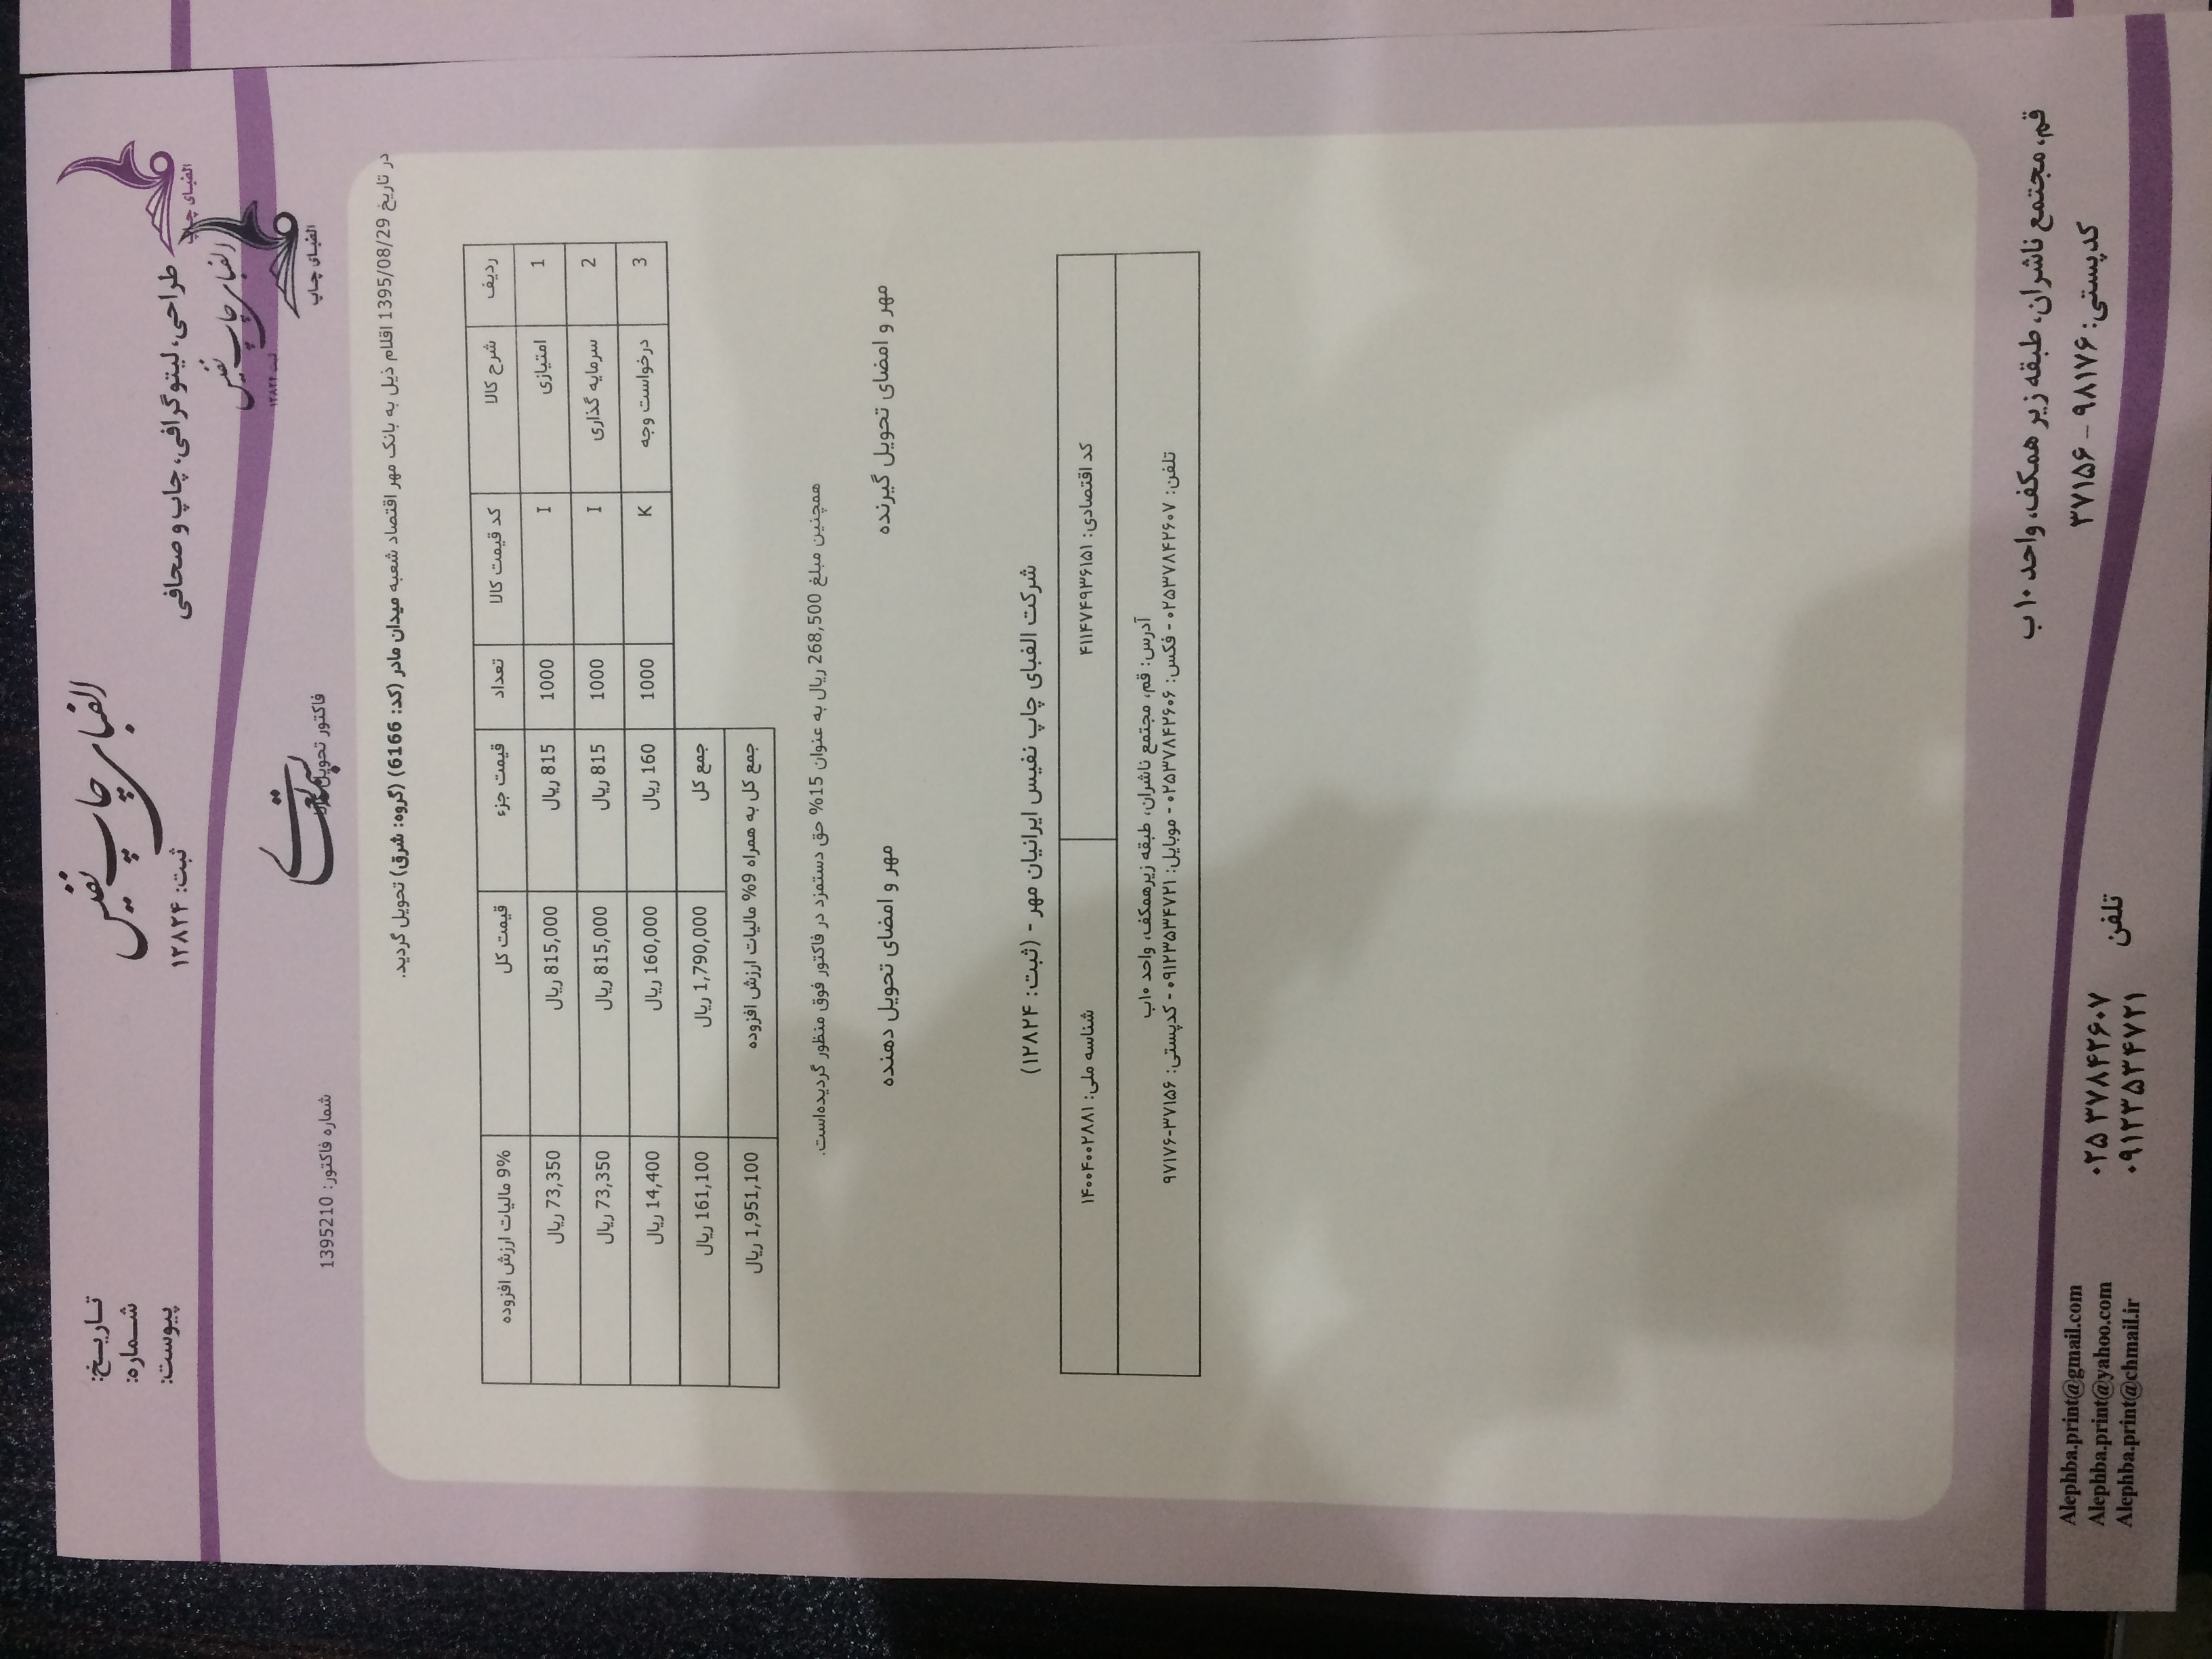 الفبای چاپ نفیس
ثبت: ۱۲۸۲۴
طراحی، لیتوگرافی، چاپ و صحافی
الفبای چاپ
تاریخ:
شماره:
پیوست:
الفبای چاپ نفیس
ثبت ۱۲۸۲۴
الفبای چاپ
بسمه تعالی
فاکتور تحویل کالا
شماره فاکتور: 1395210
در تاریخ 1395/08/29 اقلام ذیل به بانک مهر اقتصاد شعبه میدان مادر (کد: 6166) (گروه: شرق) تحویل گردید.
ردیف شرح کالا کد قیمت کالا تعداد قیمت جزء قیمت کل 9% مالیات ارزش افزوده
1 امتیازی I 1000 815 ریال 815,000 ریال 73,350 ریال
2 سرمایه گذاری I 1000 815 ریال 815,000 ریال 73,350 ریال
3 درخواست وجه K 1000 160 ریال 160,000 ریال 14,400 ریال
جمع کل 1,790,000 ریال 161,100 ریال
جمع کل به همراه 9% مالیات ارزش افزوده 1,951,100 ریال
همچنین مبلغ 268,500 ریال به عنوان 15% حق دستمزد در فاکتور فوق منظور گردیده‌است.
مهر و امضای تحویل گیرنده مهر و امضای تحویل دهنده
شرکت الفبای چاپ نفیس ایرانیان مهر - (ثبت: ۱۲۸۲۴)
کد اقتصادی: ۴۱۱۴۷۴۹۳۶۱۵۱ شناسه ملی: ۱۴۰۰۴۰۰۲۸۸۱
آدرس: قم، مجتمع ناشران، طبقه زیرهمکف، واحد ۱۰ب
تلفن: ۰۲۵۳۷۸۴۲۶۰۷ - فکس: ۰۲۵۳۷۸۴۲۶۰۶ - موبایل: ۰۹۱۲۳۵۳۴۷۲۱ - کدپستی: ۳۷۱۵۶-۹۷۱۷۶
قم، مجتمع ناشران، طبقه زیر همکف، واحد ۱۰ ب
کدپستی: ۹۸۱۷۶ – ۳۷۱۵۶
تلفن ۰۲۵ ۳۷۸۴۲۶۰۷
۰۹۱۲۳۵۳۴۷۲۱
Alephba.print@gmail.com
Alephba.print@yahoo.com
Alephba.print@chmail.ir